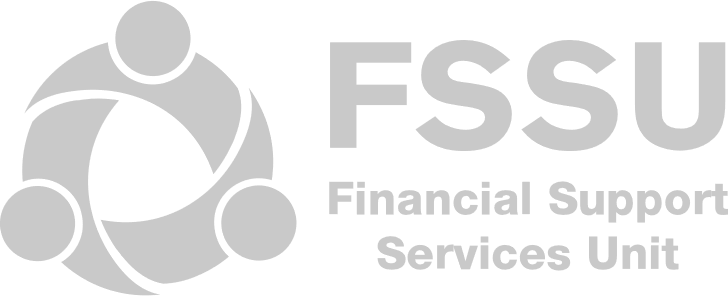 FSSU
Financial Support
Services Unit